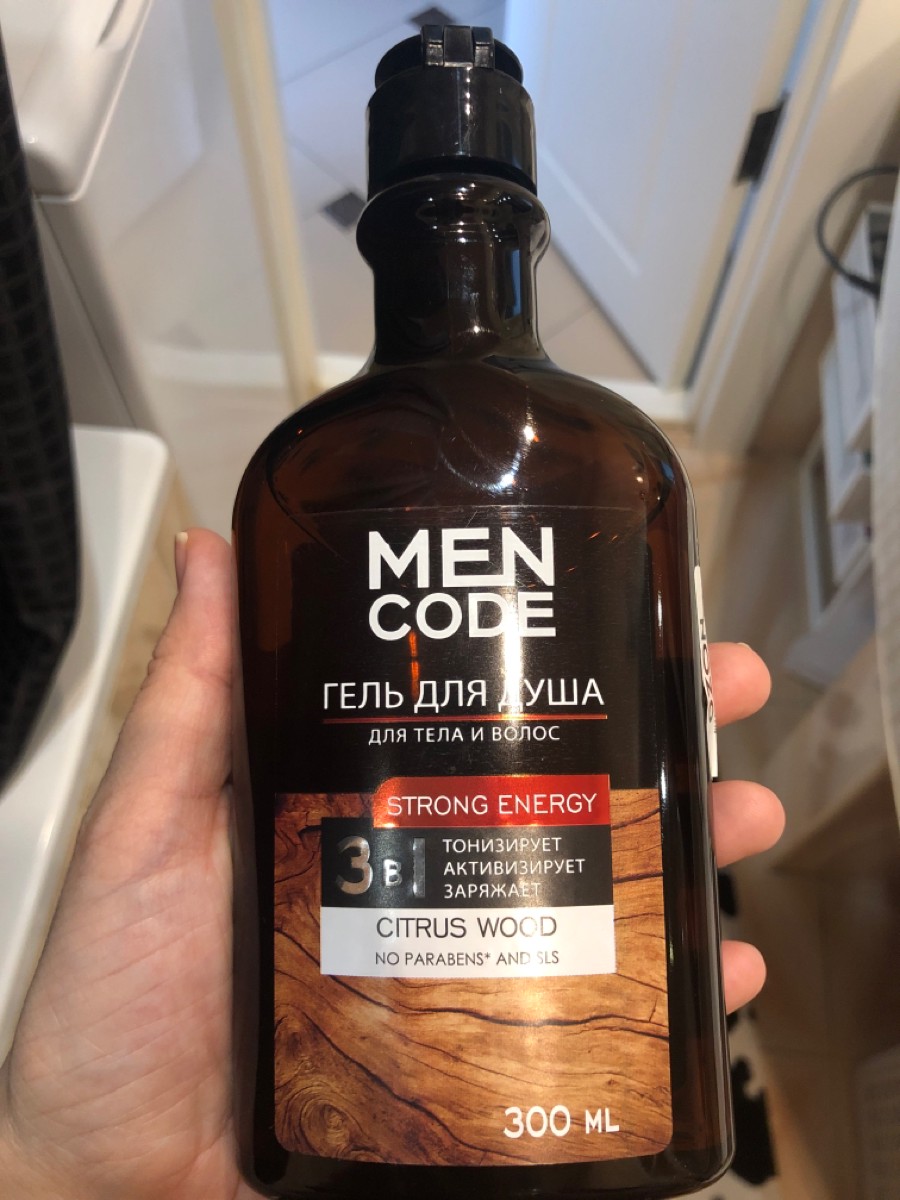 MEN
CODE
ГЕЛЬ ДЛЯ ДУША
ДЛЯ ТЕЛА И ВОЛОС
STRONG ENERGY
3 в 1
ТОНИЗИРУЕТ
АКТИВИЗИРУЕТ
ЗАРЯЖАЕТ
CITRUS WOOD
NO PARABENS* AND SLS
300 ML